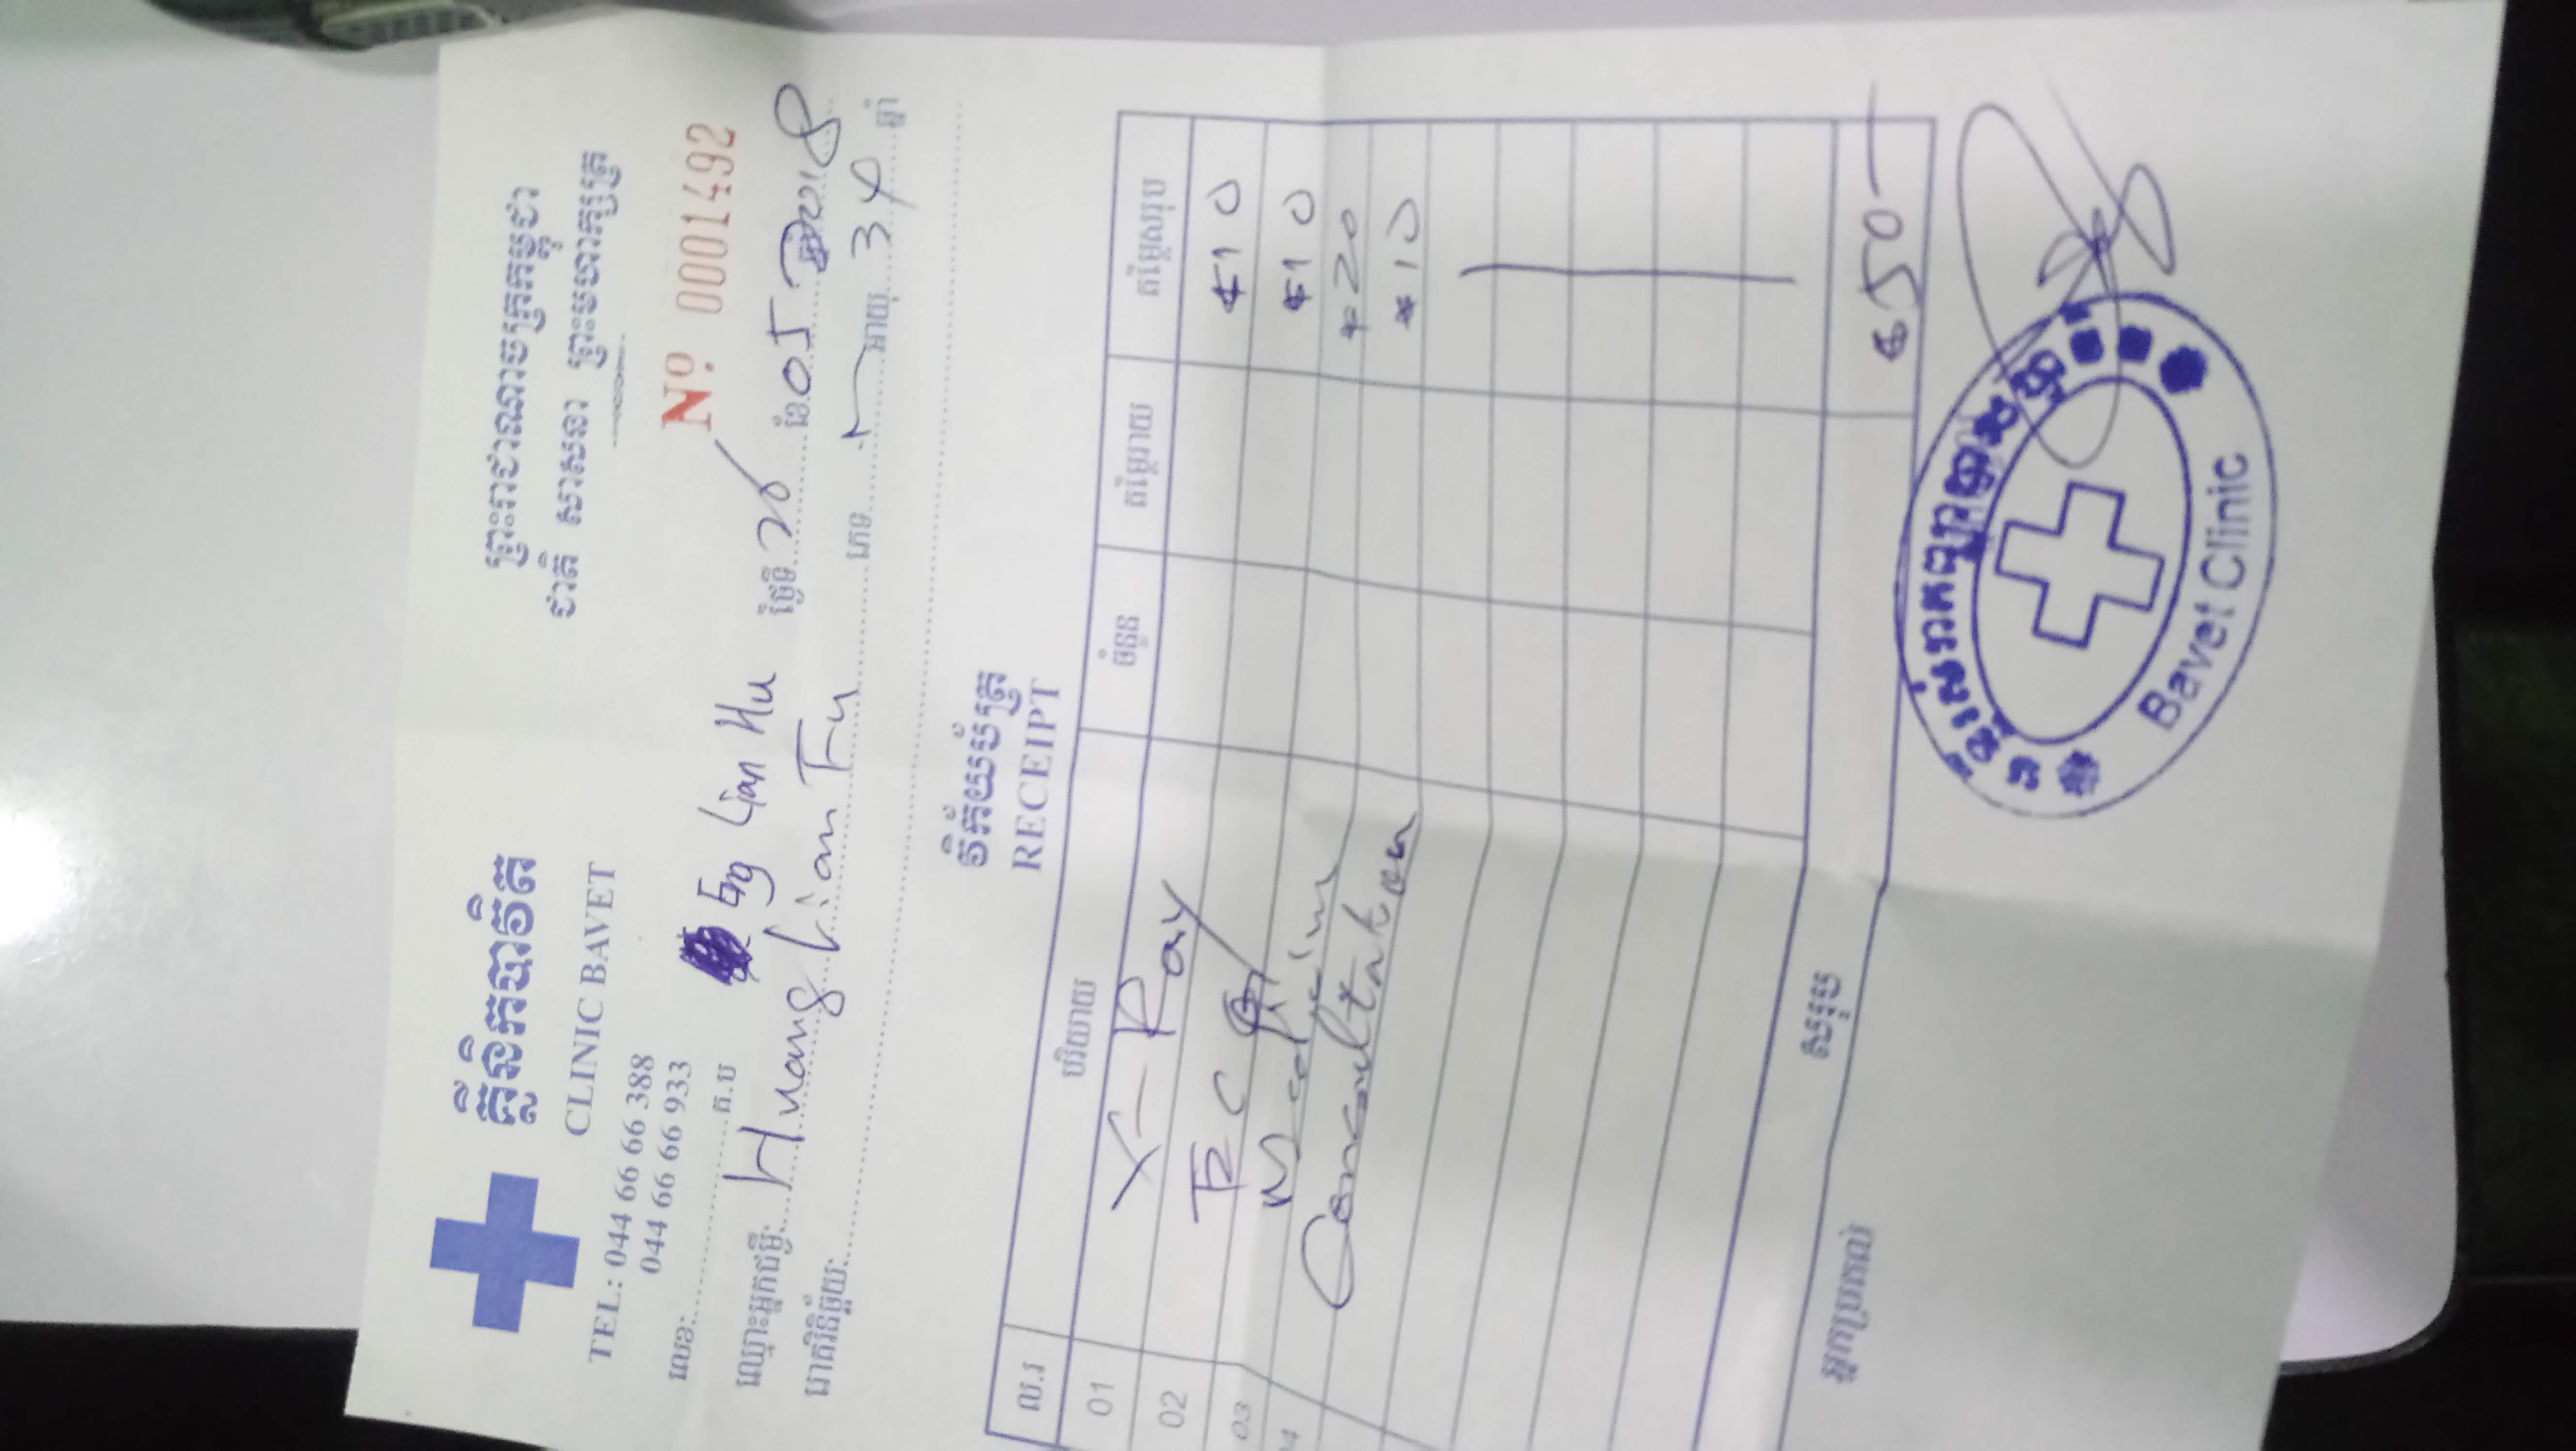 គ្លីនិកបាវិត
CLINIC BAVET
TEL: 044 66 66 388
044 66 66 933
ព្រះរាជាណាចក្រកម្ពុជា
ជាតិ សាសនា ព្រះមហាក្សត្រ
Nº 0001492
លេខ:....................គ.ប
Eng Lian Hu
ថ្ងៃទី 26 ខែ 05 2018
ឈ្មោះអ្នកជម្ងឺ: Huang Lian Fu ភេទ អាយុ 34 ឆ្នាំ
រោគវិនិច្ឆ័យ:
វិក័យប័ត្រ
RECEIPT
ល.រ បរិយាយ ចំនួន តម្លៃរាយ តម្លៃសរុប
01 X-Ray $10
02 ECG $10
03 Medicine $20
04 Consultation $10
សរុប $50
អ្នកប្រគល់
Bavet Clinic